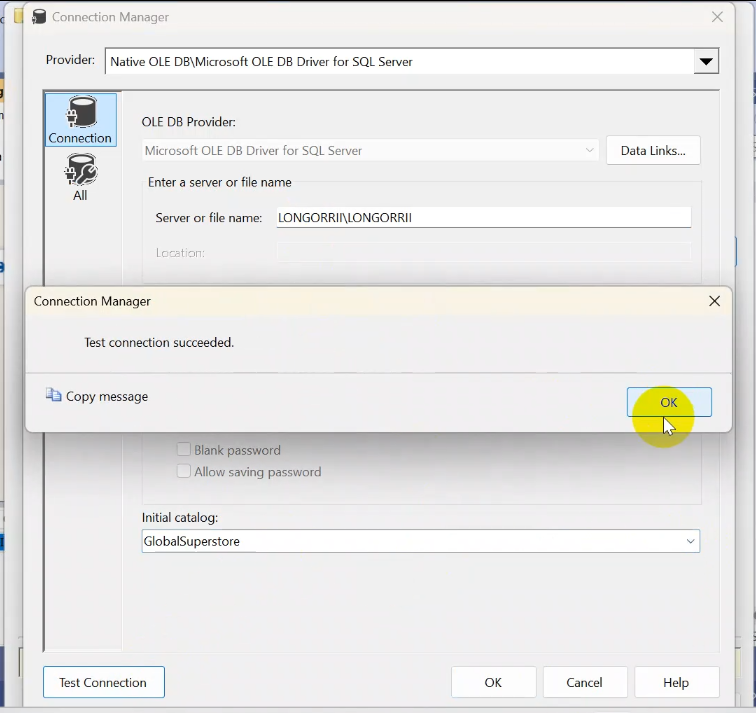 Connection Manager
Provider: Native OLE DB\Microsoft OLE DB Driver for SQL Server
Connection
All
OLE DB Provider:
Microsoft OLE DB Driver for SQL Server
Data Links...
Enter a server or file name
Server or file name: LONGORRII\LONGORRII
Location:
Connection Manager
Test connection succeeded.
Copy message
OK
Blank password
Allow saving password
Initial catalog:
GlobalSuperstore
Test Connection
OK
Cancel
Help